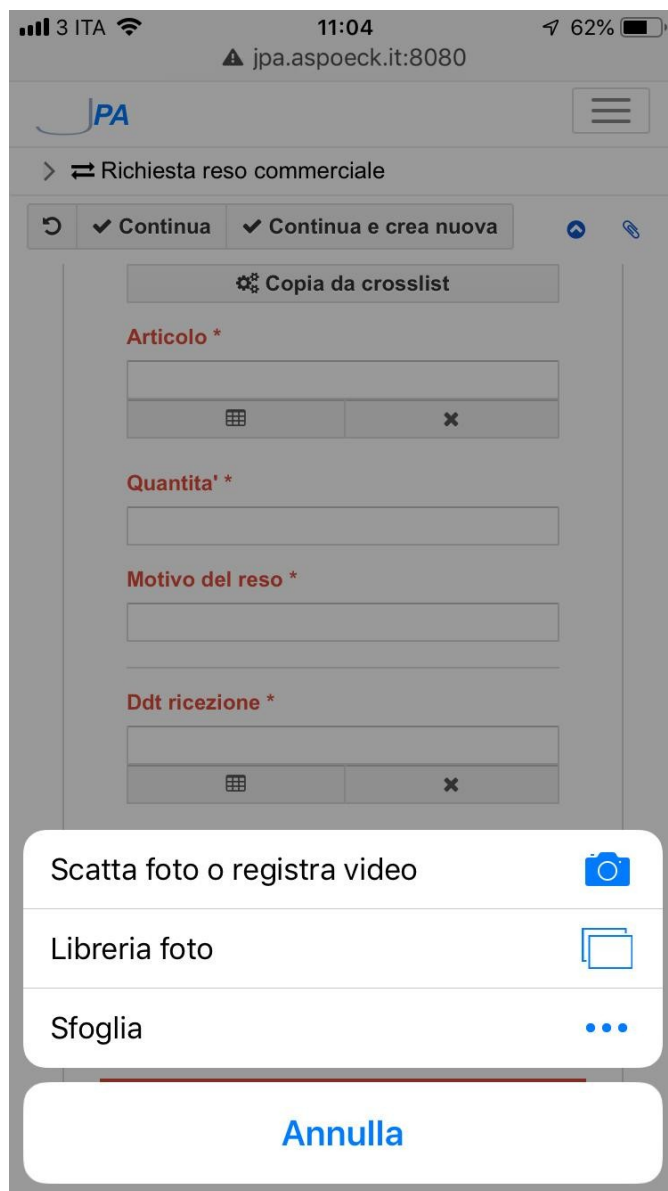 3 ITA 11:04 62%
jpa.aspoeck.it:8080
JPA
Richiesta reso commerciale
Continua Continua e crea nuova
Copia da crosslist
Articolo *
Quantita' *
Motivo del reso *
Ddt ricezione *
Scatta foto o registra video
Libreria foto
Sfoglia
Annulla